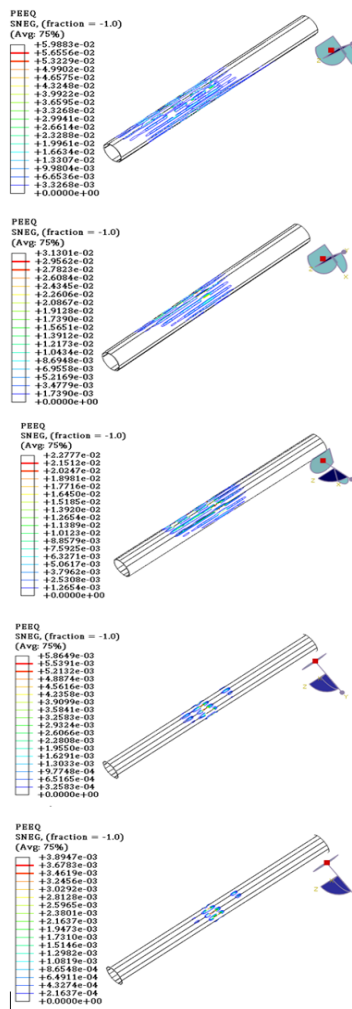 PEEQ
SNEG, (fraction = -1.0)
(Avg: 75%)
+5.9883e-02
+5.6556e-02
+5.3229e-02
+4.9902e-02
+4.6575e-02
+4.3248e-02
+3.9922e-02
+3.6595e-02
+3.3268e-02
+2.9941e-02
+2.6614e-02
+2.3288e-02
+1.9961e-02
+1.6634e-02
+1.3307e-02
+9.9804e-03
+6.6536e-03
+3.3268e-03
+0.0000e+00
PEEQ
SNEG, (fraction = -1.0)
(Avg: 75%)
+3.1301e-02
+2.9562e-02
+2.7823e-02
+2.6084e-02
+2.4345e-02
+2.2606e-02
+2.0867e-02
+1.9128e-02
+1.7390e-02
+1.5651e-02
+1.3912e-02
+1.2173e-02
+1.0434e-02
+8.6948e-03
+6.9558e-03
+5.2169e-03
+3.4779e-03
+1.7390e-03
+0.0000e+00
PEEQ
SNEG, (fraction = -1.0)
(Avg: 75%)
+2.2777e-02
+2.1512e-02
+2.0247e-02
+1.8981e-02
+1.7716e-02
+1.6450e-02
+1.5185e-02
+1.3920e-02
+1.2654e-02
+1.1389e-02
+1.0123e-02
+8.8579e-03
+7.5925e-03
+6.3271e-03
+5.0617e-03
+3.7962e-03
+2.5308e-03
+1.2654e-03
+0.0000e+00
PEEQ
SNEG, (fraction = -1.0)
(Avg: 75%)
+5.8649e-03
+5.5391e-03
+5.2132e-03
+4.8874e-03
+4.5616e-03
+4.2358e-03
+3.9099e-03
+3.5841e-03
+3.2583e-03
+2.9324e-03
+2.6066e-03
+2.2808e-03
+1.9550e-03
+1.6291e-03
+1.3033e-03
+9.7748e-04
+6.5165e-04
+3.2583e-04
+0.0000e+00
PEEQ
SNEG, (fraction = -1.0)
(Avg: 75%)
+3.8947e-03
+3.6783e-03
+3.4619e-03
+3.2456e-03
+3.0292e-03
+2.8128e-03
+2.5965e-03
+2.3801e-03
+2.1637e-03
+1.9473e-03
+1.7310e-03
+1.5146e-03
+1.2982e-03
+1.0819e-03
+8.6548e-04
+6.4911e-04
+4.3274e-04
+2.1637e-04
+0.0000e+00